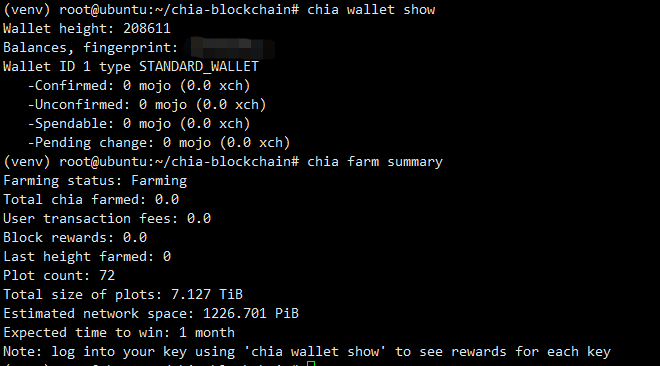 (venv) root@ubuntu:~/chia-blockchain# chia wallet show
Wallet height: 208611
Balances, fingerprint:
Wallet ID 1 type STANDARD_WALLET
   -Confirmed: 0 mojo (0.0 xch)
   -Unconfirmed: 0 mojo (0.0 xch)
   -Spendable: 0 mojo (0.0 xch)
   -Pending change: 0 mojo (0.0 xch)
(venv) root@ubuntu:~/chia-blockchain# chia farm summary
Farming status: Farming
Total chia farmed: 0.0
User transaction fees: 0.0
Block rewards: 0.0
Last height farmed: 0
Plot count: 72
Total size of plots: 7.127 TiB
Estimated network space: 1226.701 PiB
Expected time to win: 1 month
Note: log into your key using 'chia wallet show' to see rewards for each key